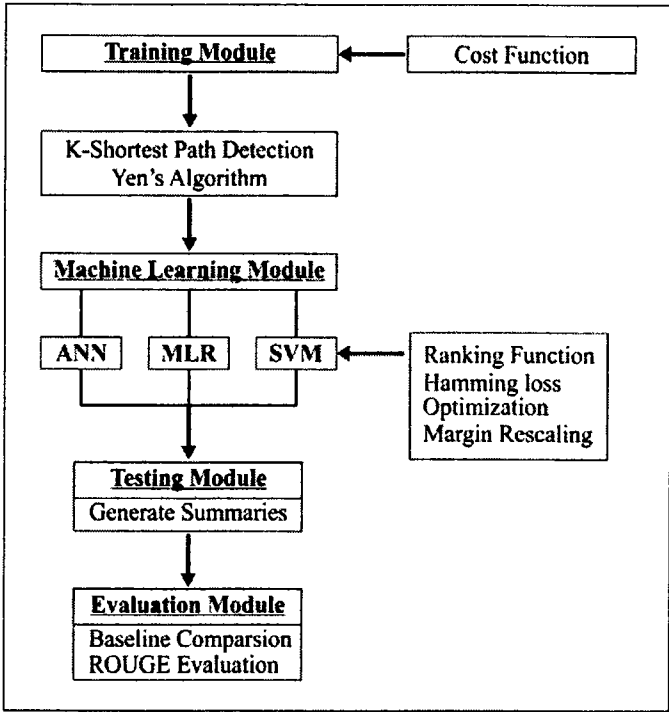 Training Module
Cost Function
K-Shortest Path Detection
Yen's Algorithm
Machine Learning Module
ANN
MLR
SVM
Ranking Function
Hamming loss
Optimization
Margin Rescaling
Testing Module
Generate Summaries
Evaluation Module
Baseline Comparsion
ROUGE Evaluation